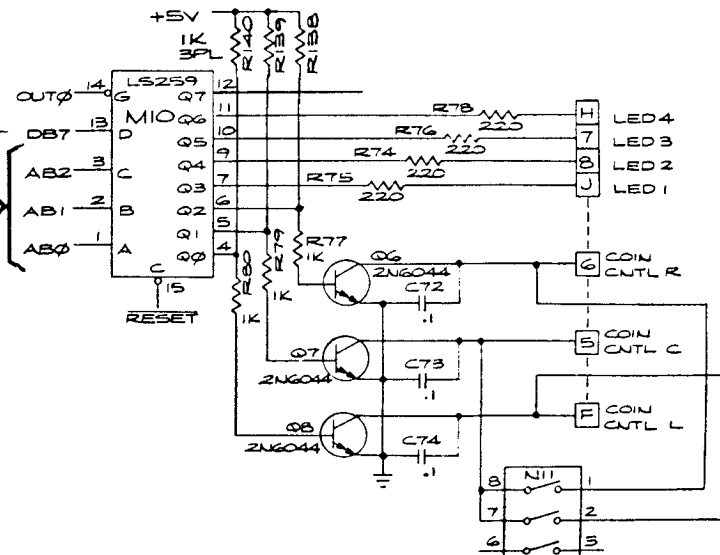 +5V
1K
3PL
R140
R139
R138
LS259
M10
OUTØ 14 G Q7 12
Q6 11 R78 220 H LED 4
DB7 13 D Q5 10 R76 220 7 LED 3
AB2 3 C Q4 9 R74 220 8 LED 2
Q3 7 R75 220 J LED 1
AB1 2 B Q2 6
Q1 5
ABØ 1 A QØ 4
C
15
RESET
R80
1K
R79
1K
R77
1K
Q6
2N6044
C72
.1
6 COIN
CNTL R
Q7
2N6044
C73
.1
5 COIN
CNTL C
Q8
2N6044
C74
.1
F COIN
CNTL L
N11
8 1
7 2
6 3